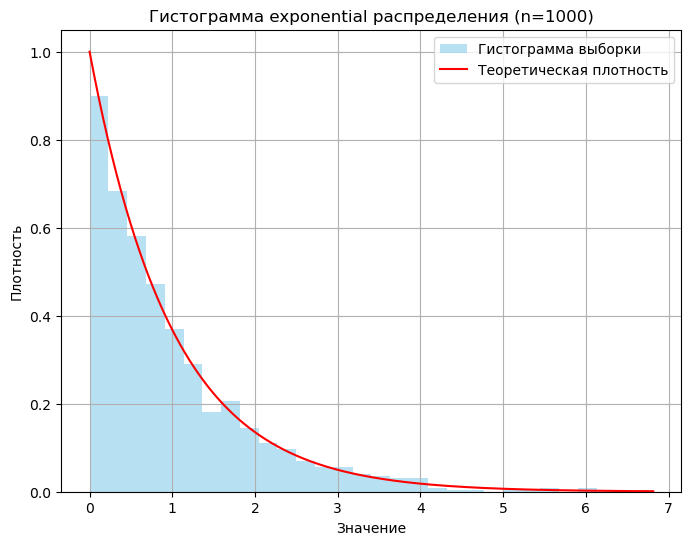 Гистограмма exponential распределения (n=1000)
Гистограмма выборки
Теоретическая плотность
Плотность
1.0
0.8
0.6
0.4
0.2
0.0
0 1 2 3 4 5 6 7
Значение